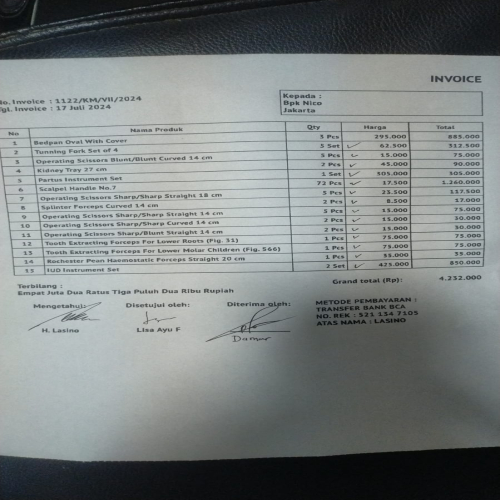 INVOICE
No. Invoice : 1122/KM/VII/2024
Tgl. Invoice : 17 Juli 2024
Kepada :
Bpk Nico
Jakarta
No Nama Produk Qty Harga Total
1 Bedpan Oval With Cover 3 Pcs 295.000 885.000
2 Tunning Fork Set of 4 5 Set 62.500 312.500
3 Operating Scissors Blunt/Blunt Curved 14 cm 5 Pcs 15.000 75.000
4 Kidney Tray 27 cm 2 Pcs 45.000 90.000
5 Partus Instrument Set 1 Set 505.000 505.000
6 Scalpel Handle No.7 72 Pcs 17.500 1.260.000
7 Operating Scissors Sharp/Sharp Straight 18 cm 5 Pcs 23.500 117.500
8 Splinter Forceps Curved 14 cm 2 Pcs 8.500 17.000
9 Operating Scissors Sharp/Sharp Straight 14 cm 5 Pcs 15.000 75.000
10 Operating Scissors Sharp/Sharp Curved 14 cm 2 Pcs 15.000 30.000
11 Operating Scissors Sharp/Blunt Straight 14 cm 2 Pcs 15.000 30.000
12 Tooth Extracting Forceps For Lower Roots (Fig. 31) 1 Pcs 75.000 75.000
13 Tooth Extracting Forceps For Lower Molar Children (Fig. 566) 1 Pcs 75.000 75.000
14 Rochester Pean Haemostatic Forceps Straight 20 cm 1 Pcs
15 IUD Instrument Set 2 Set 425.000 850.000
Grand total (Rp): 4.232.000
Terbilang :
Empat Juta Dua Ratus Tiga Puluh Dua Ribu Rupiah
Mengetahui: Disetujui oleh: Diterima oleh:
H. Lasino Lisa Ayu F Damar
METODE PEMBAYARAN :
TRANSFER BANK BCA
NO. REK : 521 134 7105
ATAS NAMA : LASINO